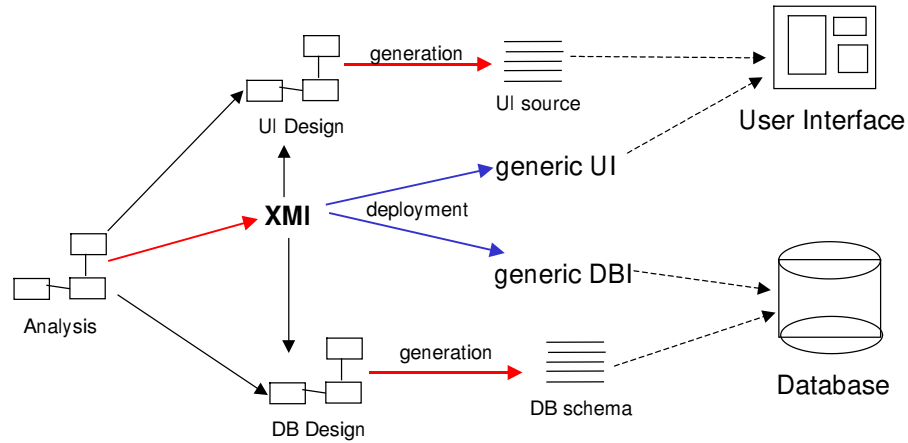 generation
UI source
UI Design
User Interface
generic UI
XMI
deployment
generic DBI
Analysis
generation
DB schema
DB Design
Database